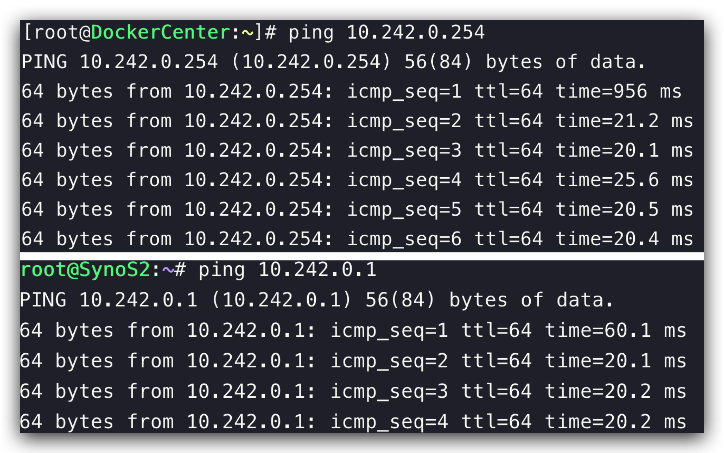 [root@DockerCenter:~]# ping 10.242.0.254
PING 10.242.0.254 (10.242.0.254) 56(84) bytes of data.
64 bytes from 10.242.0.254: icmp_seq=1 ttl=64 time=956 ms
64 bytes from 10.242.0.254: icmp_seq=2 ttl=64 time=21.2 ms
64 bytes from 10.242.0.254: icmp_seq=3 ttl=64 time=20.1 ms
64 bytes from 10.242.0.254: icmp_seq=4 ttl=64 time=25.6 ms
64 bytes from 10.242.0.254: icmp_seq=5 ttl=64 time=20.5 ms
64 bytes from 10.242.0.254: icmp_seq=6 ttl=64 time=20.4 ms
root@SynoS2:~# ping 10.242.0.1
PING 10.242.0.1 (10.242.0.1) 56(84) bytes of data.
64 bytes from 10.242.0.1: icmp_seq=1 ttl=64 time=60.1 ms
64 bytes from 10.242.0.1: icmp_seq=2 ttl=64 time=20.1 ms
64 bytes from 10.242.0.1: icmp_seq=3 ttl=64 time=20.2 ms
64 bytes from 10.242.0.1: icmp_seq=4 ttl=64 time=20.2 ms